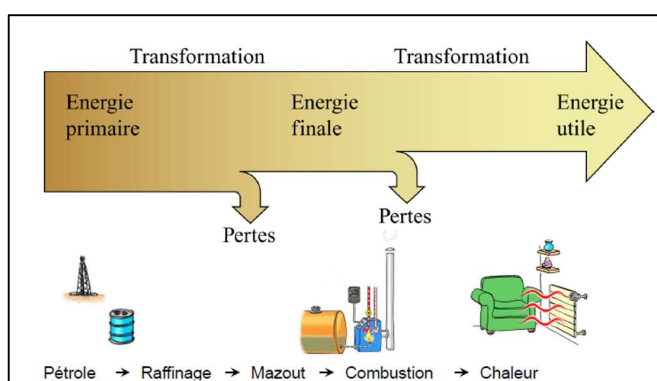 Transformation Transformation
Energie primaire
Energie finale
Energie utile
Pertes
Pertes
Pétrole → Raffinage → Mazout → Combustion → Chaleur